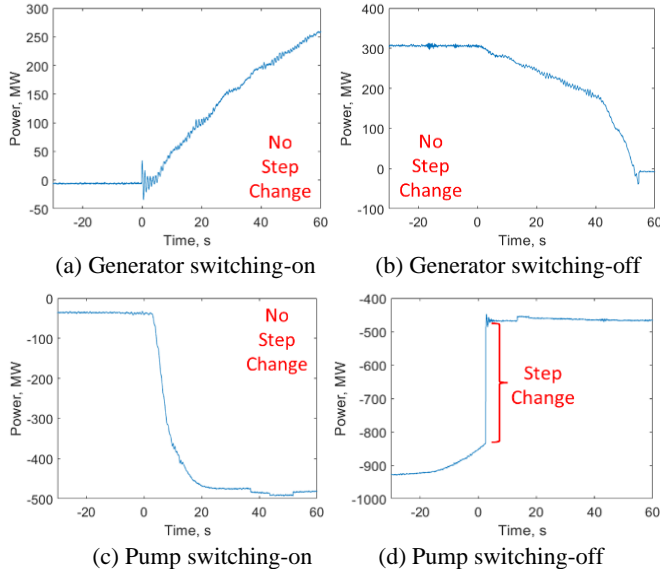 300
250
200
150
100
50
0
50
-20
0
20
40
60
Power, MW
Time, s
No
Step
Change
(a) Generator switching-on
400
300
200
100
0
-100
-20
0
20
40
60
Power, MW
Time, s
No
Step
Change
(b) Generator switching-off
0
-100
-200
-300
-400
-500
-20
0
20
40
60
Power, MW
Time, s
No
Step
Change
(c) Pump switching-on
-400
-500
-600
-700
-800
-900
-1000
-20
0
20
40
60
Power, MW
Time, s
Step
Change
(d) Pump switching-off